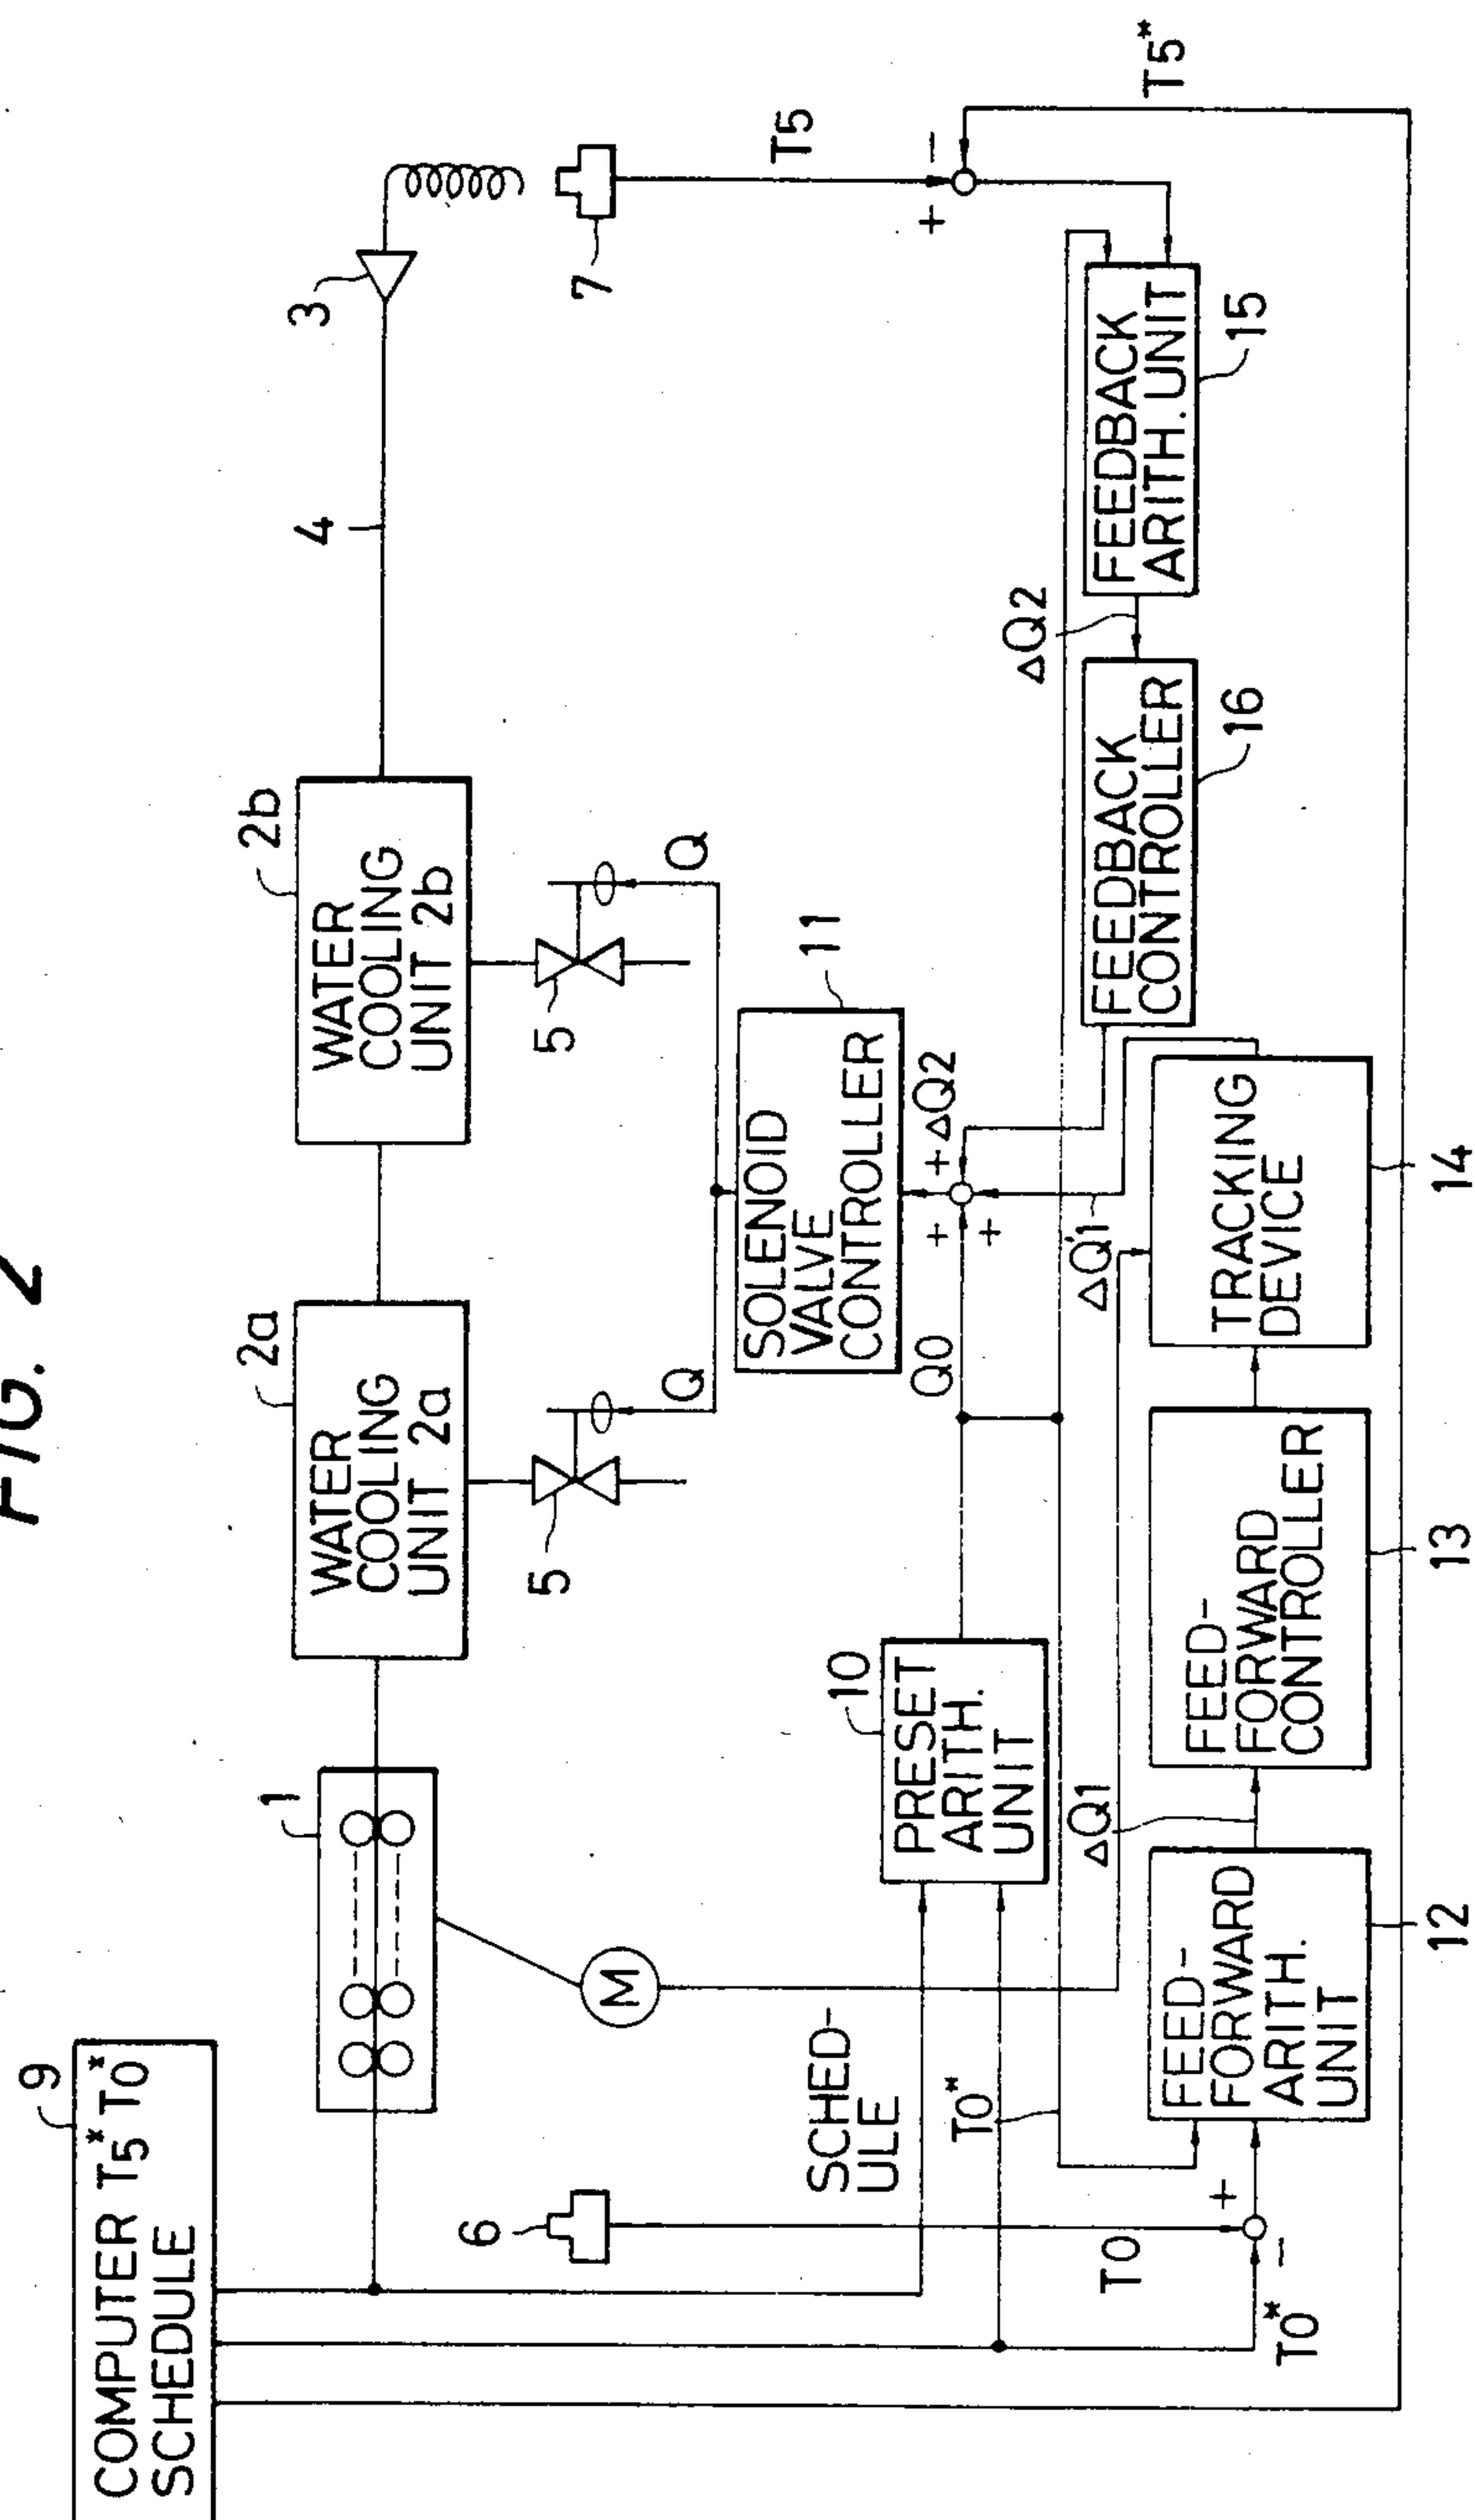 FIG. 2
9
COMPUTER T5* T0*
SCHEDULE
1
2a
WATER
COOLING
UNIT 2a
2b
WATER
COOLING
UNIT 2b
4
3
6
M
5
Q
5
Q
7
T5
T5*
SCHED-
ULE
T0*
10
PRESET
ARITH.
UNIT
11
SOLENOID
VALVE
CONTROLLER
Q0
+
+
+
ΔQ2
ΔQ'1
+
−
T0
T0*
+
−
FEED-
FORWARD
ARITH.
UNIT
12
ΔQ1
FEED-
FORWARD
CONTROLLER
13
TRACKING
DEVICE
14
FEEDBACK
CONTROLLER
16
ΔQ2
FEEDBACK
ARITH. UNIT
15